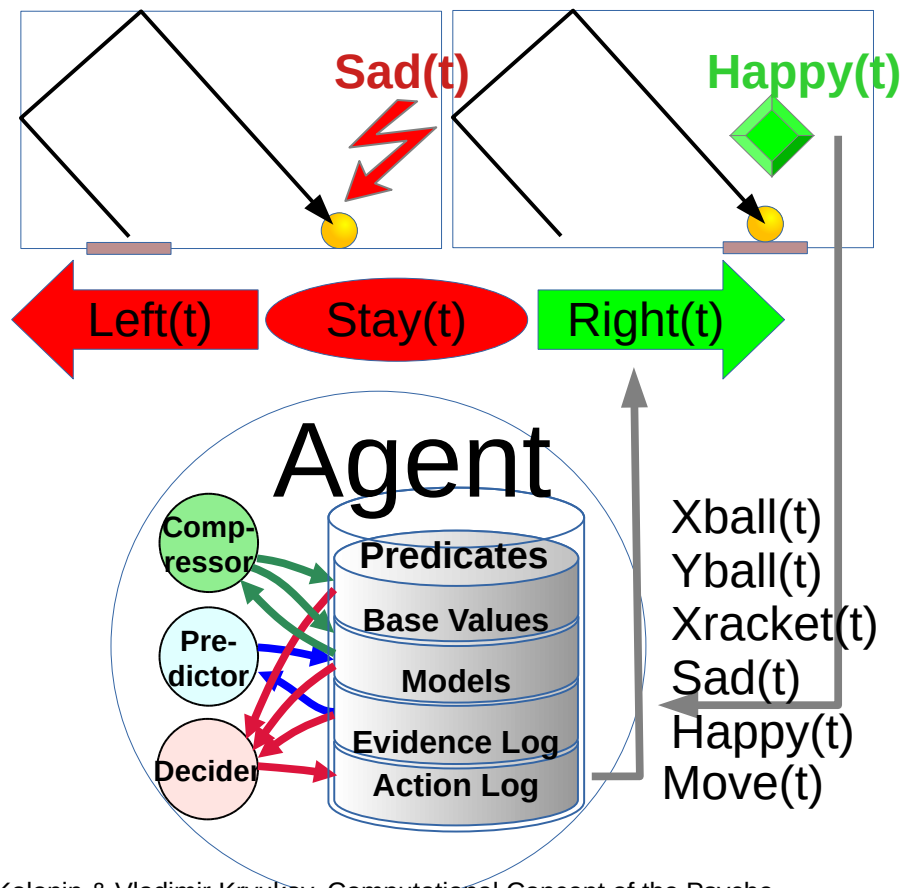 Sad(t)
Happy(t)
Left(t)
Stay(t)
Right(t)
Agent
Comp-
ressor
Pre-
dictor
Decider
Predicates
Base Values
Models
Evidence Log
Action Log
Xball(t)
Yball(t)
Xracket(t)
Sad(t)
Happy(t)
Move(t)
Vladimir Computational Concept of the Psyche